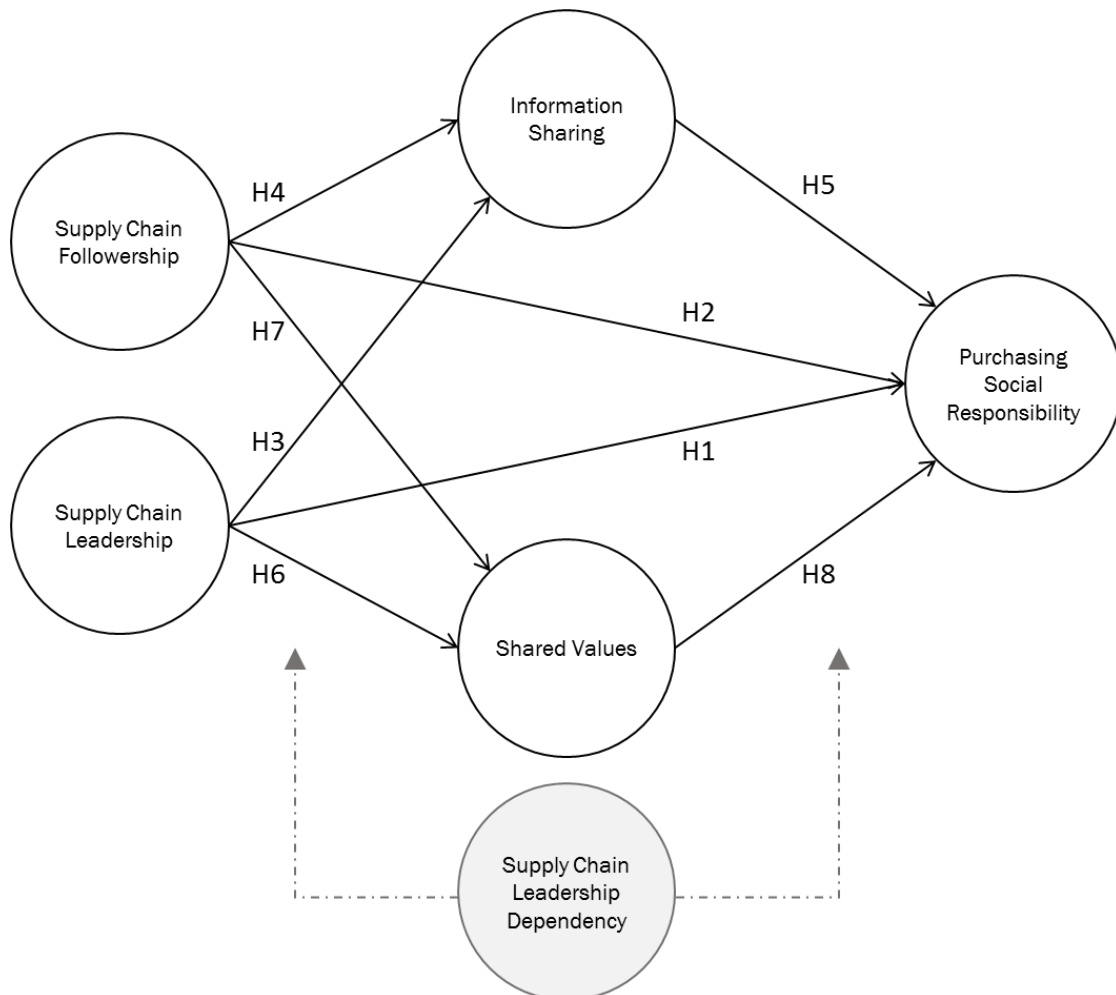 Information
Sharing
H4
H5
Supply Chain
Followership
H7
H2
Purchasing
Social
Responsibility
H3
H1
Supply Chain
Leadership
H6
H8
Shared Values
Supply Chain
Leadership
Dependency